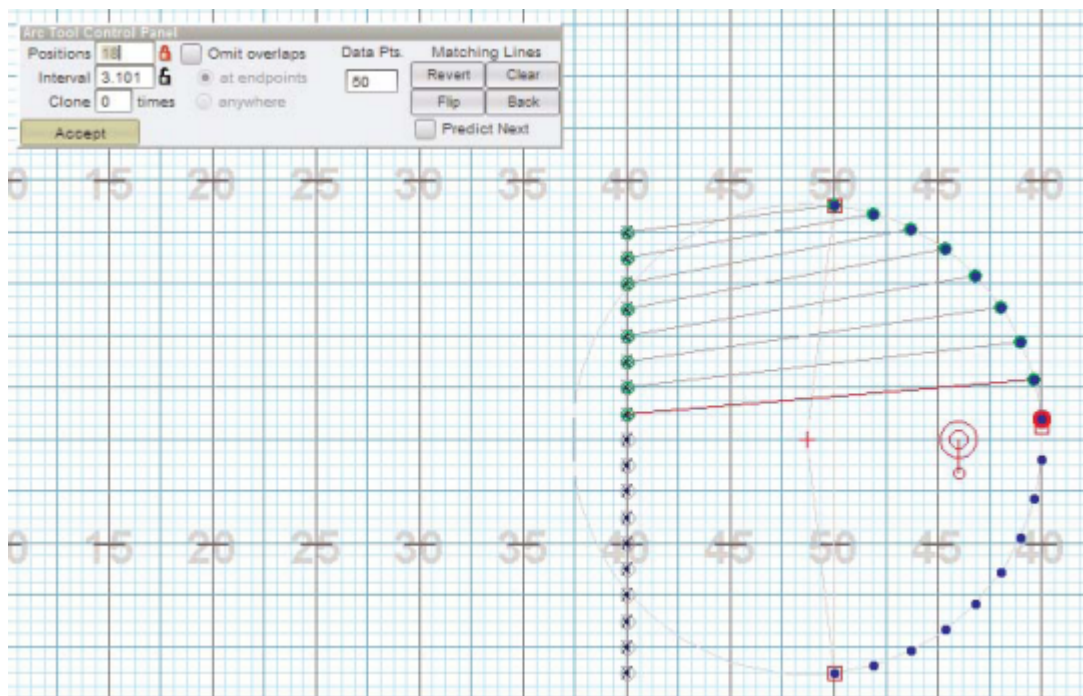 Arc Tool Control Panel
Positions 18 Omit overlaps Data Pts. Matching Lines
Interval 3.101 at endpoints 50 Revert Clear
Clone 0 times anywhere Flip Back
Accept Predict Next
0 15 20 25 30 35 40 45 50 45 40
0 15 20 25 30 35 40 45 50 45 40